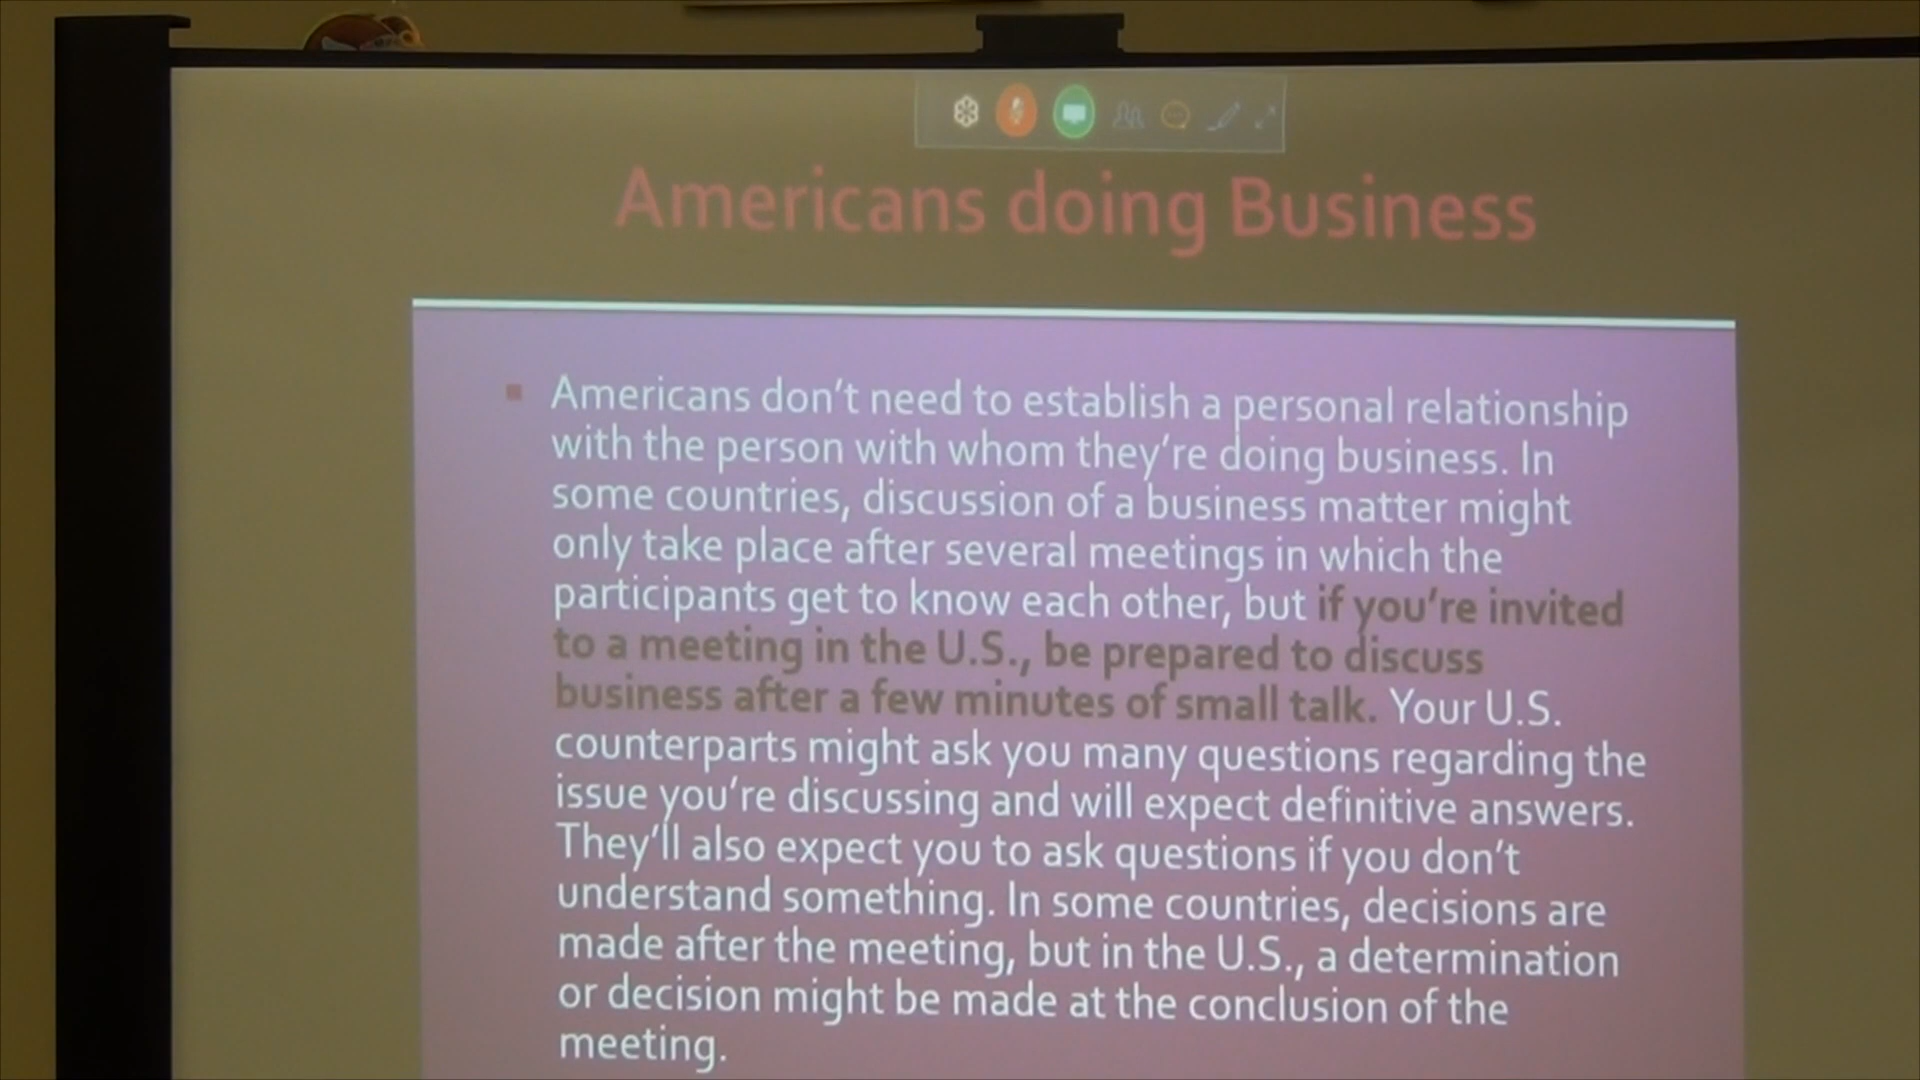 Americans doing Business
Americans don't need to establish a personal relationship
with the person with whom they're doing business. In
some countries, discussion of a business matter might
only take place after several meetings in which the
participants get to know each other, but if you're invited
to a meeting in the U.S., be prepared to discuss
business after a few minutes of small talk. Your U.S.
counterparts might ask you many questions regarding the
issue you're discussing and will expect definitive answers.
They'll also expect you to ask questions if you don't
understand something. In some countries, decisions are
made after the meeting, but in the U.S., a determination
or decision might be made at the conclusion of the
meeting.